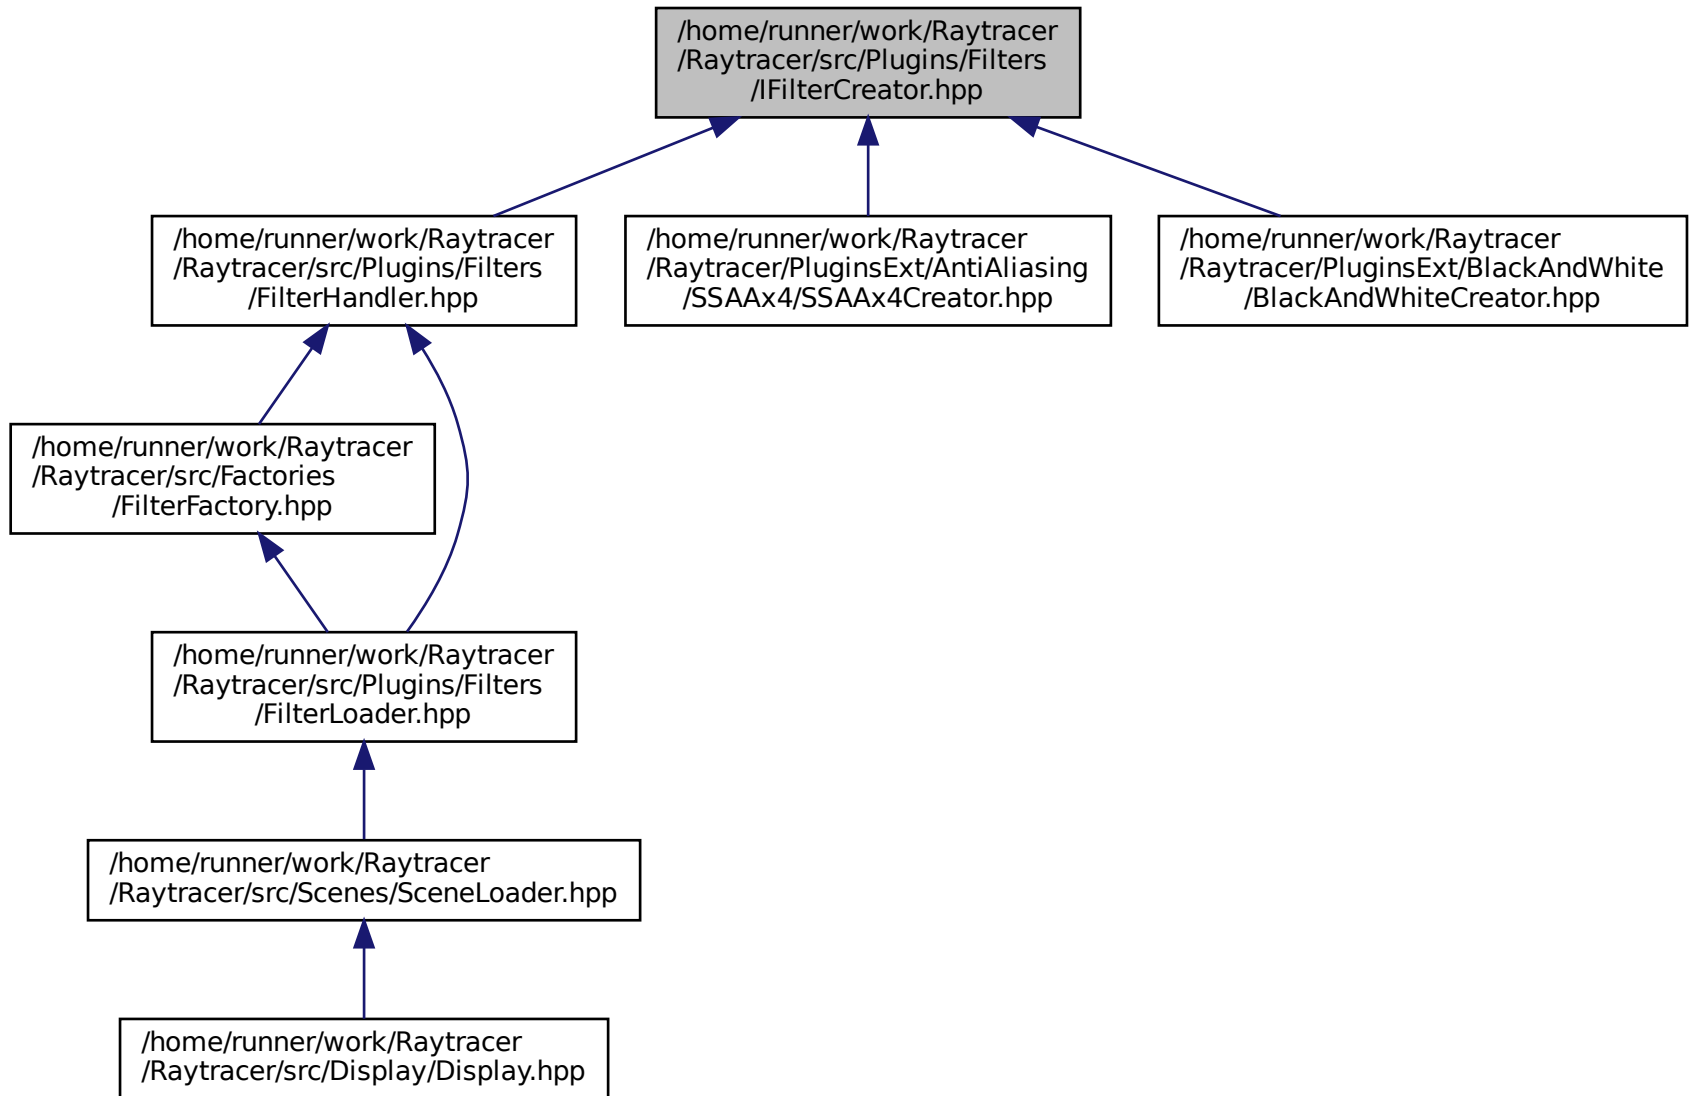 /home/runner/work/Raytracer
/Raytracer/src/Plugins/Filters
/IFilterCreator.hpp
/home/runner/work/Raytracer
/Raytracer/src/Plugins/Filters
/FilterHandler.hpp
/home/runner/work/Raytracer
/Raytracer/PluginsExt/AntiAliasing
/SSAAx4/SSAAx4Creator.hpp
/home/runner/work/Raytracer
/Raytracer/PluginsExt/BlackAndWhite
/BlackAndWhiteCreator.hpp
/home/runner/work/Raytracer
/Raytracer/src/Factories
/FilterFactory.hpp
/home/runner/work/Raytracer
/Raytracer/src/Plugins/Filters
/FilterLoader.hpp
/home/runner/work/Raytracer
/Raytracer/src/Scenes/SceneLoader.hpp
/home/runner/work/Raytracer
/Raytracer/src/Display/Display.hpp